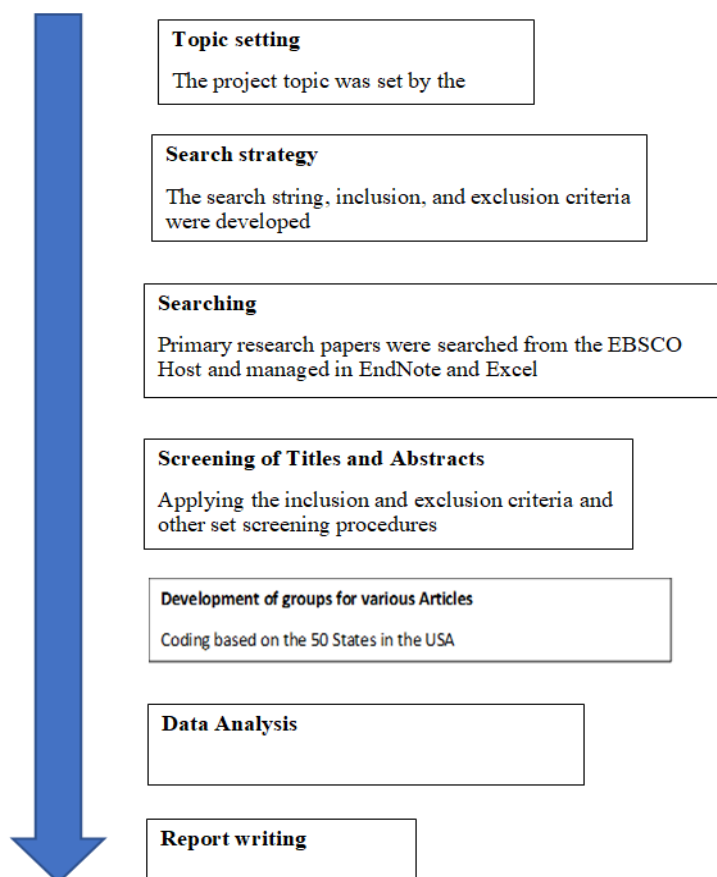 Topic setting
The project topic was set by the
Search strategy
The search string, inclusion, and exclusion criteria
were developed
Searching
Primary research papers were searched from the EBSCO
Host and managed in EndNote and Excel
Screening of Titles and Abstracts
Applying the inclusion and exclusion criteria and
other set screening procedures
Development of groups for various Articles
Coding based on the 50 States in the USA
Data Analysis
Report writing